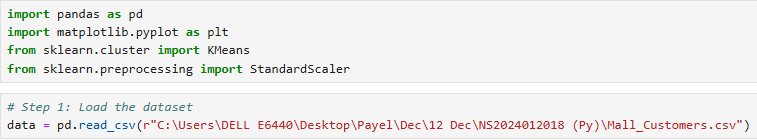 import pandas as pd
import matplotlib.pyplot as plt
from sklearn.cluster import KMeans
from sklearn.preprocessing import StandardScaler
# Step 1: Load the dataset
data = pd.read_csv(r"C:\Users\DELL E6440\Desktop\Payel\Dec\12 Dec\NS2024012018 (Py)\Mall_Customers.csv")